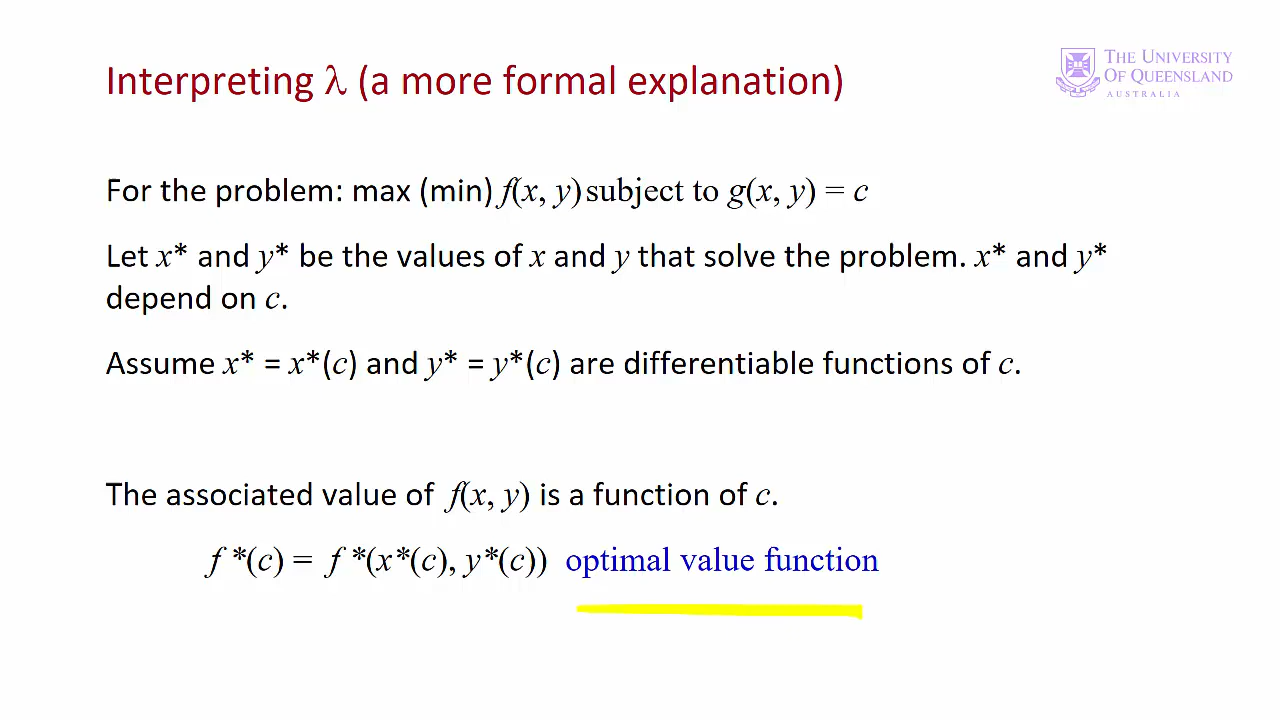 Interpreting λ (a more formal explanation)
THE UNIVERSITY
OF QUEENSLAND
AUSTRALIA
For the problem: max (min) f(x, y) subject to g(x, y) = c
Let x* and y* be the values of x and y that solve the problem. x* and y*
depend on c.
Assume x* = x*(c) and y* = y*(c) are differentiable functions of c.
The associated value of f(x, y) is a function of c.
f *(c) = f *(x*(c), y*(c)) optimal value function